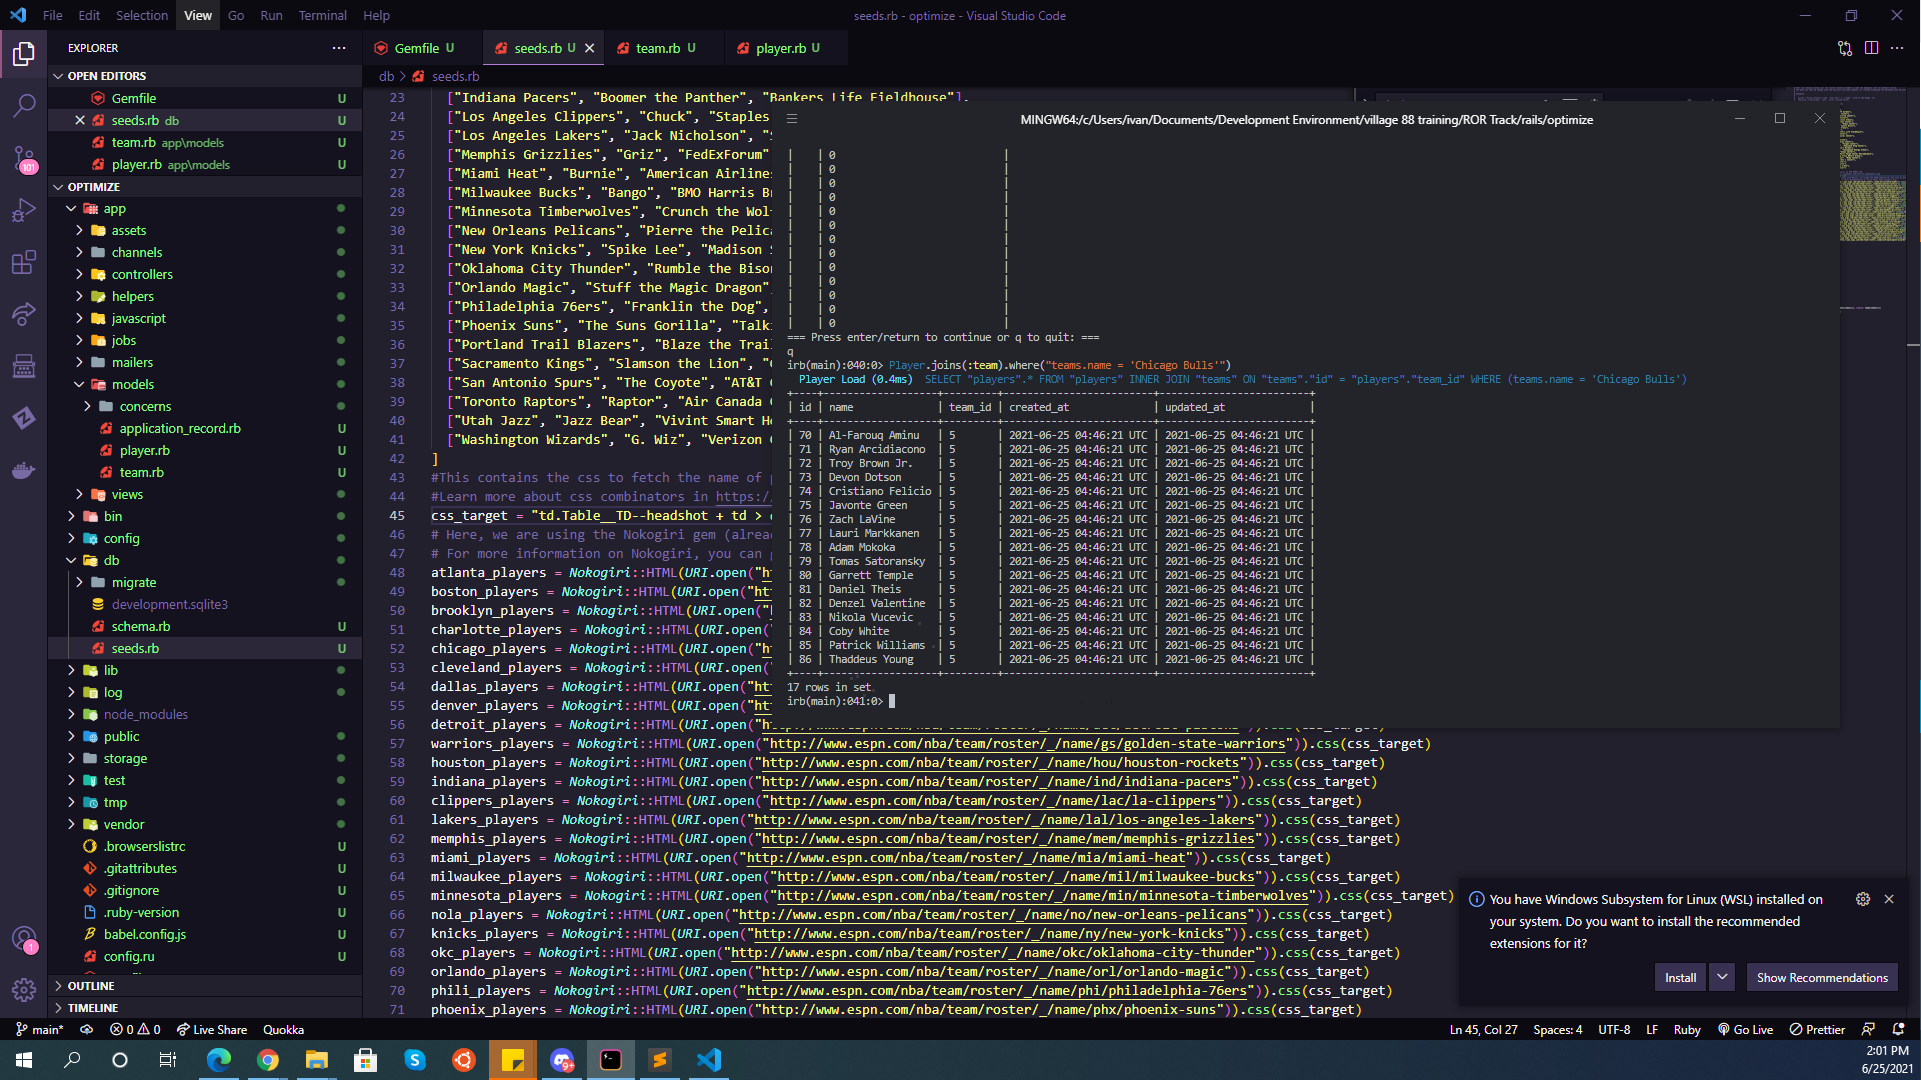 File Edit Selection View Go Run Terminal Help
seeds.rb - optimize - Visual Studio Code
EXPLORER
OPEN EDITORS
Gemfile U
seeds.rb db U
team.rb app\models U
player.rb app\models U
OPTIMIZE
app
assets
channels
controllers
helpers
javascript
jobs
mailers
models
concerns
application_record.rb U
player.rb U
team.rb U
views
bin
config
db
migrate
development.sqlite3
schema.rb U
seeds.rb U
lib
log
node_modules
public
storage
test
tmp
vendor
.browserslistrc U
.gitattributes U
.gitignore U
.ruby-version U
babel.config.js U
config.ru U
OUTLINE
TIMELINE
101
1
Gemfile U
seeds.rb U
team.rb U
player.rb U
db > seeds.rb
23 ["Indiana Pacers", "Boomer the Panther", "Bankers Life Fieldhouse"],
24 ["Los Angeles Clippers", "Chuck", "Staples
25 ["Los Angeles Lakers", "Jack Nicholson", "S
26 ["Memphis Grizzlies", "Griz", "FedExForum"
27 ["Miami Heat", "Burnie", "American Airlines
28 ["Milwaukee Bucks", "Bango", "BMO Harris Br
29 ["Minnesota Timberwolves", "Crunch the Wol
30 ["New Orleans Pelicans", "Pierre the Pelica
31 ["New York Knicks", "Spike Lee", "Madison S
32 ["Oklahoma City Thunder", "Rumble the Bison
33 ["Orlando Magic", "Stuff the Magic Dragon"
34 ["Philadelphia 76ers", "Franklin the Dog",
35 ["Phoenix Suns", "The Suns Gorilla", "Talki
36 ["Portland Trail Blazers", "Blaze the Trail
37 ["Sacramento Kings", "Slamson the Lion", "G
38 ["San Antonio Spurs", "The Coyote", "AT&T C
39 ["Toronto Raptors", "Raptor", "Air Canada C
40 ["Utah Jazz", "Jazz Bear", "Vivint Smart Ho
41 ["Washington Wizards", "G. Wiz", "Verizon C
42 ]
43 #This contains the css to fetch the name of p
44 #Learn more about css combinators in https:/
45 css_target = "td.Table__TD--headshot + td >
46 # Here, we are using the Nokogiri gem (alread
47 # For more information on Nokogiri, you can
48 atlanta_players = Nokogiri::HTML(URI.open("ht
49 boston_players = Nokogiri::HTML(URI.open("htt
50 brooklyn_players = Nokogiri::HTML(URI.open("h
51 charlotte_players = Nokogiri::HTML(URI.open("
52 chicago_players = Nokogiri::HTML(URI.open("ht
53 cleveland_players = Nokogiri::HTML(URI.open("
54 dallas_players = Nokogiri::HTML(URI.open("htt
55 denver_players = Nokogiri::HTML(URI.open("htt
56 detroit_players = Nokogiri::HTML(URI.open("
57 warriors_players = Nokogiri::HTML(URI.open("http://www.espn.com/nba/team/roster/_/name/gs/golden-state-warriors")).css(css_target)
58 houston_players = Nokogiri::HTML(URI.open("http://www.espn.com/nba/team/roster/_/name/hou/houston-rockets")).css(css_target)
59 indiana_players = Nokogiri::HTML(URI.open("http://www.espn.com/nba/team/roster/_/name/ind/indiana-pacers")).css(css_target)
60 clippers_players = Nokogiri::HTML(URI.open("http://www.espn.com/nba/team/roster/_/name/lac/la-clippers")).css(css_target)
61 lakers_players = Nokogiri::HTML(URI.open("http://www.espn.com/nba/team/roster/_/name/lal/los-angeles-lakers")).css(css_target)
62 memphis_players = Nokogiri::HTML(URI.open("http://www.espn.com/nba/team/roster/_/name/mem/memphis-grizzlies")).css(css_target)
63 miami_players = Nokogiri::HTML(URI.open("http://www.espn.com/nba/team/roster/_/name/mia/miami-heat")).css(css_target)
64 milwaukee_players = Nokogiri::HTML(URI.open("http://www.espn.com/nba/team/roster/_/name/mil/milwaukee-bucks")).css(css_target)
65 minnesota_players = Nokogiri::HTML(URI.open("http://www.espn.com/nba/team/roster/_/name/min/minnesota-timberwolves")).css(css_target)
66 nola_players = Nokogiri::HTML(URI.open("http://www.espn.com/nba/team/roster/_/name/no/new-orleans-pelicans")).css(css_target)
67 knicks_players = Nokogiri::HTML(URI.open("http://www.espn.com/nba/team/roster/_/name/ny/new-york-knicks")).css(css_target)
68 okc_players = Nokogiri::HTML(URI.open("http://www.espn.com/nba/team/roster/_/name/okc/oklahoma-city-thunder")).css(css_target)
69 orlando_players = Nokogiri::HTML(URI.open("http://www.espn.com/nba/team/roster/_/name/orl/orlando-magic")).css(css_target)
70 phili_players = Nokogiri::HTML(URI.open("http://www.espn.com/nba/team/roster/_/name/phi/philadelphia-76ers")).css(css_target)
71 phoenix_players = Nokogiri::HTML(URI.open("http://www.espn.com/nba/team/roster/_/name/phx/phoenix-suns")).css(css_target)
MINGW64:/c/Users/ivan/Documents/Development Environment/village 88 training/ROR Track/rails/optimize
| | 0 |
| | 0 |
| | 0 |
| | 0 |
| | 0 |
| | 0 |
| | 0 |
| | 0 |
| | 0 |
| | 0 |
| | 0 |
| | 0 |
| | 0 |
=== Press enter/return to continue or q to quit: ===
q
irb(main):040:0> Player.joins(:team).where("teams.name = 'Chicago Bulls'")
Player Load (0.4ms) SELECT "players".* FROM "players" INNER JOIN "teams" ON "teams"."id" = "players"."team_id" WHERE (teams.name = 'Chicago Bulls')
| id | name | team_id | created_at | updated_at |
| 70 | Al-Farouq Aminu | 5 | 2021-06-25 04:46:21 UTC | 2021-06-25 04:46:21 UTC |
| 71 | Ryan Arcidiacono | 5 | 2021-06-25 04:46:21 UTC | 2021-06-25 04:46:21 UTC |
| 72 | Troy Brown Jr. | 5 | 2021-06-25 04:46:21 UTC | 2021-06-25 04:46:21 UTC |
| 73 | Devon Dotson | 5 | 2021-06-25 04:46:21 UTC | 2021-06-25 04:46:21 UTC |
| 74 | Cristiano Felicio | 5 | 2021-06-25 04:46:21 UTC | 2021-06-25 04:46:21 UTC |
| 75 | Javonte Green | 5 | 2021-06-25 04:46:21 UTC | 2021-06-25 04:46:21 UTC |
| 76 | Zach LaVine | 5 | 2021-06-25 04:46:21 UTC | 2021-06-25 04:46:21 UTC |
| 77 | Lauri Markkanen | 5 | 2021-06-25 04:46:21 UTC | 2021-06-25 04:46:21 UTC |
| 78 | Adam Mokoka | 5 | 2021-06-25 04:46:21 UTC | 2021-06-25 04:46:21 UTC |
| 79 | Tomas Satoransky | 5 | 2021-06-25 04:46:21 UTC | 2021-06-25 04:46:21 UTC |
| 80 | Garrett Temple | 5 | 2021-06-25 04:46:21 UTC | 2021-06-25 04:46:21 UTC |
| 81 | Daniel Theis | 5 | 2021-06-25 04:46:21 UTC | 2021-06-25 04:46:21 UTC |
| 82 | Denzel Valentine | 5 | 2021-06-25 04:46:21 UTC | 2021-06-25 04:46:21 UTC |
| 83 | Nikola Vucevic | 5 | 2021-06-25 04:46:21 UTC | 2021-06-25 04:46:21 UTC |
| 84 | Coby White | 5 | 2021-06-25 04:46:21 UTC | 2021-06-25 04:46:21 UTC |
| 85 | Patrick Williams | 5 | 2021-06-25 04:46:21 UTC | 2021-06-25 04:46:21 UTC |
| 86 | Thaddeus Young | 5 | 2021-06-25 04:46:21 UTC | 2021-06-25 04:46:21 UTC |
17 rows in set
irb(main):041:0>
You have Windows Subsystem for Linux (WSL) installed on
your system. Do you want to install the recommended
extensions for it?
Install
Show Recommendations
main* 0 0 Live Share Quokka
Ln 45, Col 27 Spaces: 4 UTF-8 LF Ruby Go Live Prettier
9+
2:01 PM
6/25/2021